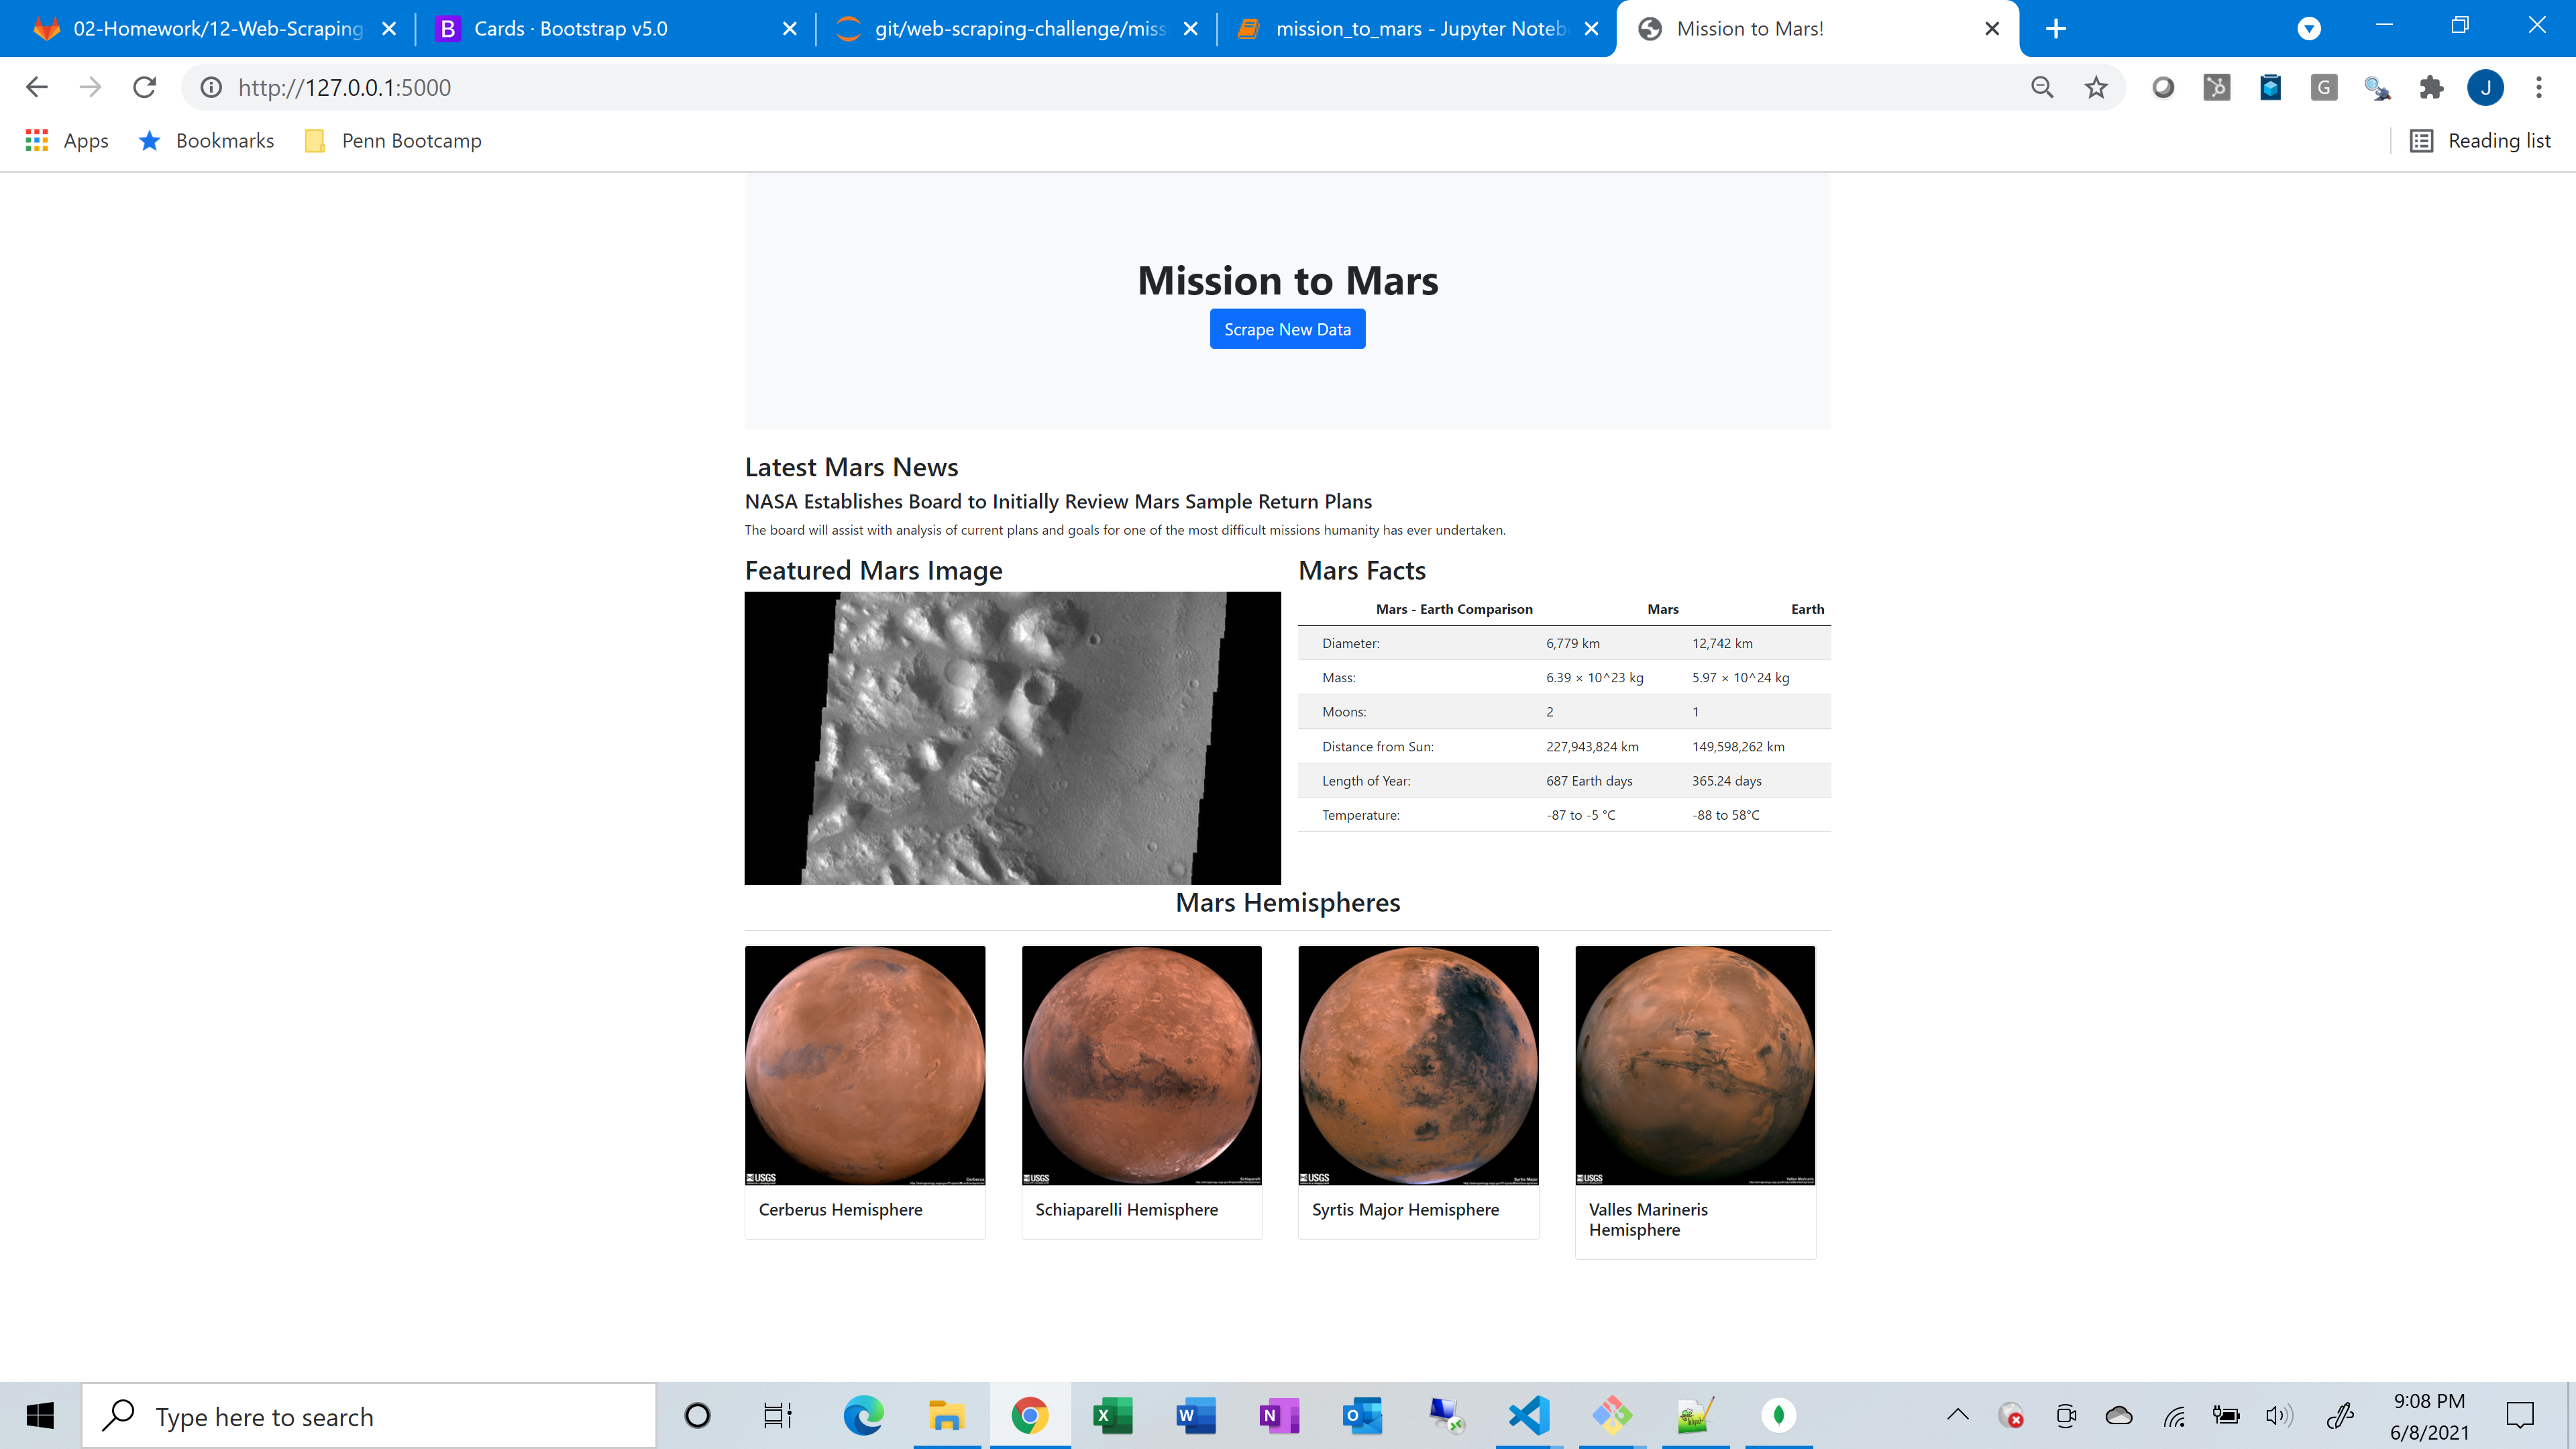 02-Homework/12-Web-Scraping
Cards · Bootstrap v5.0
git/web-scraping-challenge/miss
mission_to_mars - Jupyter Noteb
Mission to Mars!
http://127.0.0.1:5000
G
J
Apps
Bookmarks
Penn Bootcamp
Reading list
Mission to Mars
Scrape New Data
Latest Mars News
NASA Establishes Board to Initially Review Mars Sample Return Plans
The board will assist with analysis of current plans and goals for one of the most difficult missions humanity has ever undertaken.
Featured Mars Image
Mars Facts
Mars - Earth Comparison Mars Earth
Diameter: 6,779 km 12,742 km
Mass: 6.39 × 10^23 kg 5.97 × 10^24 kg
Moons: 2 1
Distance from Sun: 227,943,824 km 149,598,262 km
Length of Year: 687 Earth days 365.24 days
Temperature: -87 to -5 °C -88 to 58°C
Mars Hemispheres
USGS Cerberus
USGS Schiaparelli
USGS Syrtis Major
USGS Valles Marineris
Cerberus Hemisphere
Schiaparelli Hemisphere
Syrtis Major Hemisphere
Valles Marineris
Hemisphere
Type here to search
9:08 PM
6/8/2021